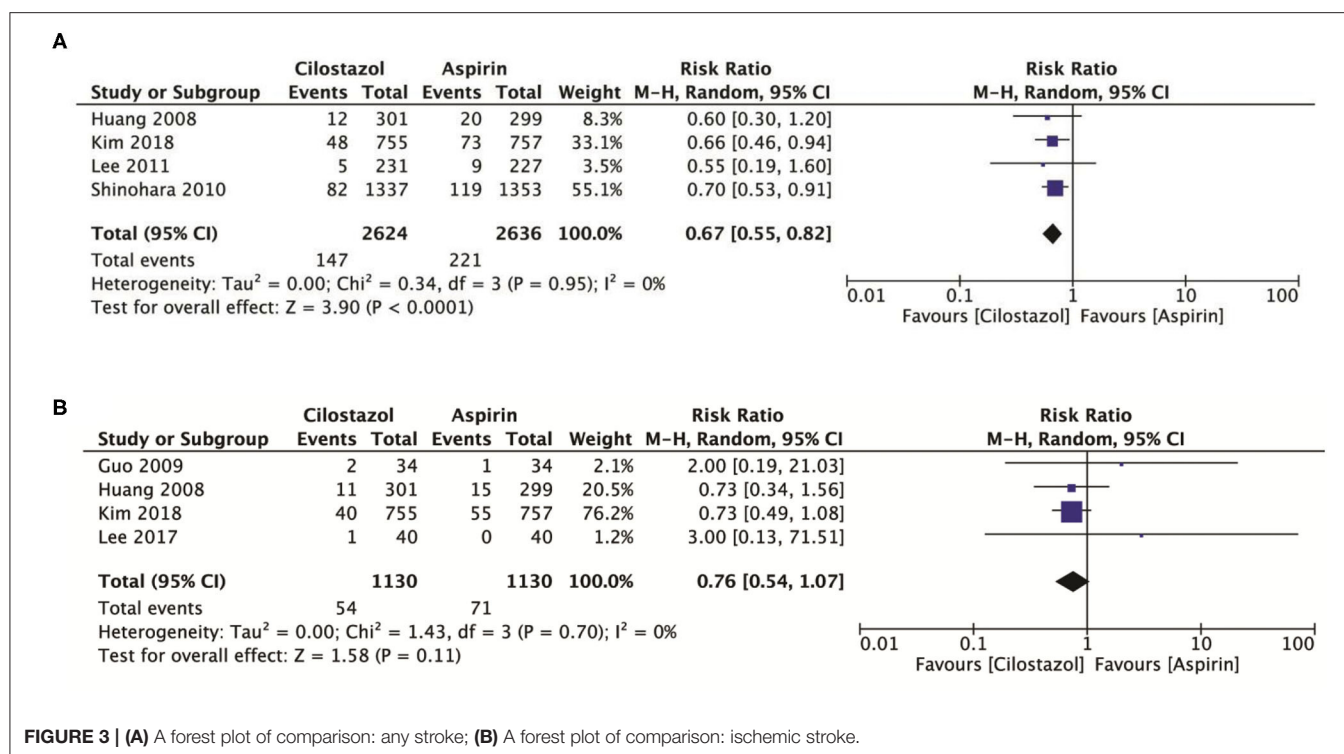 A
Cilostazol Aspirin Risk Ratio Risk Ratio
Study or Subgroup Events Total Events Total Weight M-H, Random, 95% CI M-H, Random, 95% CI
Huang 2008 12 301 20 299 8.3% 0.60 [0.30, 1.20]
Kim 2018 48 755 73 757 33.1% 0.66 [0.46, 0.94]
Lee 2011 5 231 9 227 3.5% 0.55 [0.19, 1.60]
Shinohara 2010 82 1337 119 1353 55.1% 0.70 [0.53, 0.91]
Total (95% CI) 2624 2636 100.0% 0.67 [0.55, 0.82]
Total events 147 221
Heterogeneity: Tau² = 0.00; Chi² = 0.34, df = 3 (P = 0.95); I² = 0%
Test for overall effect: Z = 3.90 (P < 0.0001)
0.01 0.1 1 10 100
Favours [Cilostazol] Favours [Aspirin]
B
Cilostazol Aspirin Risk Ratio Risk Ratio
Study or Subgroup Events Total Events Total Weight M-H, Random, 95% CI M-H, Random, 95% CI
Guo 2009 2 34 1 34 2.1% 2.00 [0.19, 21.03]
Huang 2008 11 301 15 299 20.5% 0.73 [0.34, 1.56]
Kim 2018 40 755 55 757 76.2% 0.73 [0.49, 1.08]
Lee 2017 1 40 0 40 1.2% 3.00 [0.13, 71.51]
Total (95% CI) 1130 1130 100.0% 0.76 [0.54, 1.07]
Total events 54 71
Heterogeneity: Tau² = 0.00; Chi² = 1.43, df = 3 (P = 0.70); I² = 0%
Test for overall effect: Z = 1.58 (P = 0.11)
0.01 0.1 1 10 100
Favours [Cilostazol] Favours [Aspirin]
FIGURE 3 | (A) A forest plot of comparison: any stroke; (B) A forest plot of comparison: ischemic stroke.